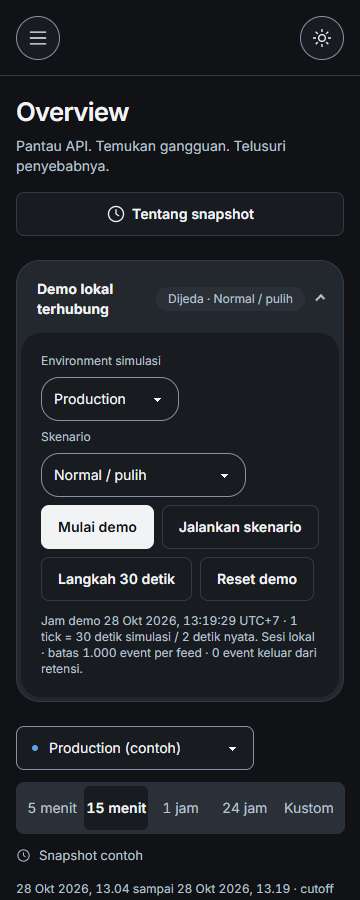 Overview
Pantau API. Temukan gangguan. Telusuri
penyebabnya.
Tentang snapshot
Demo lokal
terhubung
Dijeda · Normal / pulih
Environment simulasi
Production
Skenario
Normal / pulih
Mulai demo
Jalankan skenario
Langkah 30 detik
Reset demo
Jam demo 28 Okt 2026, 13:19:29 UTC+7 · 1
tick = 30 detik simulasi / 2 detik nyata. Sesi lokal
· batas 1.000 event per feed · 0 event keluar dari
retensi.
Production (contoh)
5 menit 15 menit 1 jam 24 jam Kustom
Snapshot contoh
28 Okt 2026, 13.04 sampai 28 Okt 2026, 13.19 · cutoff